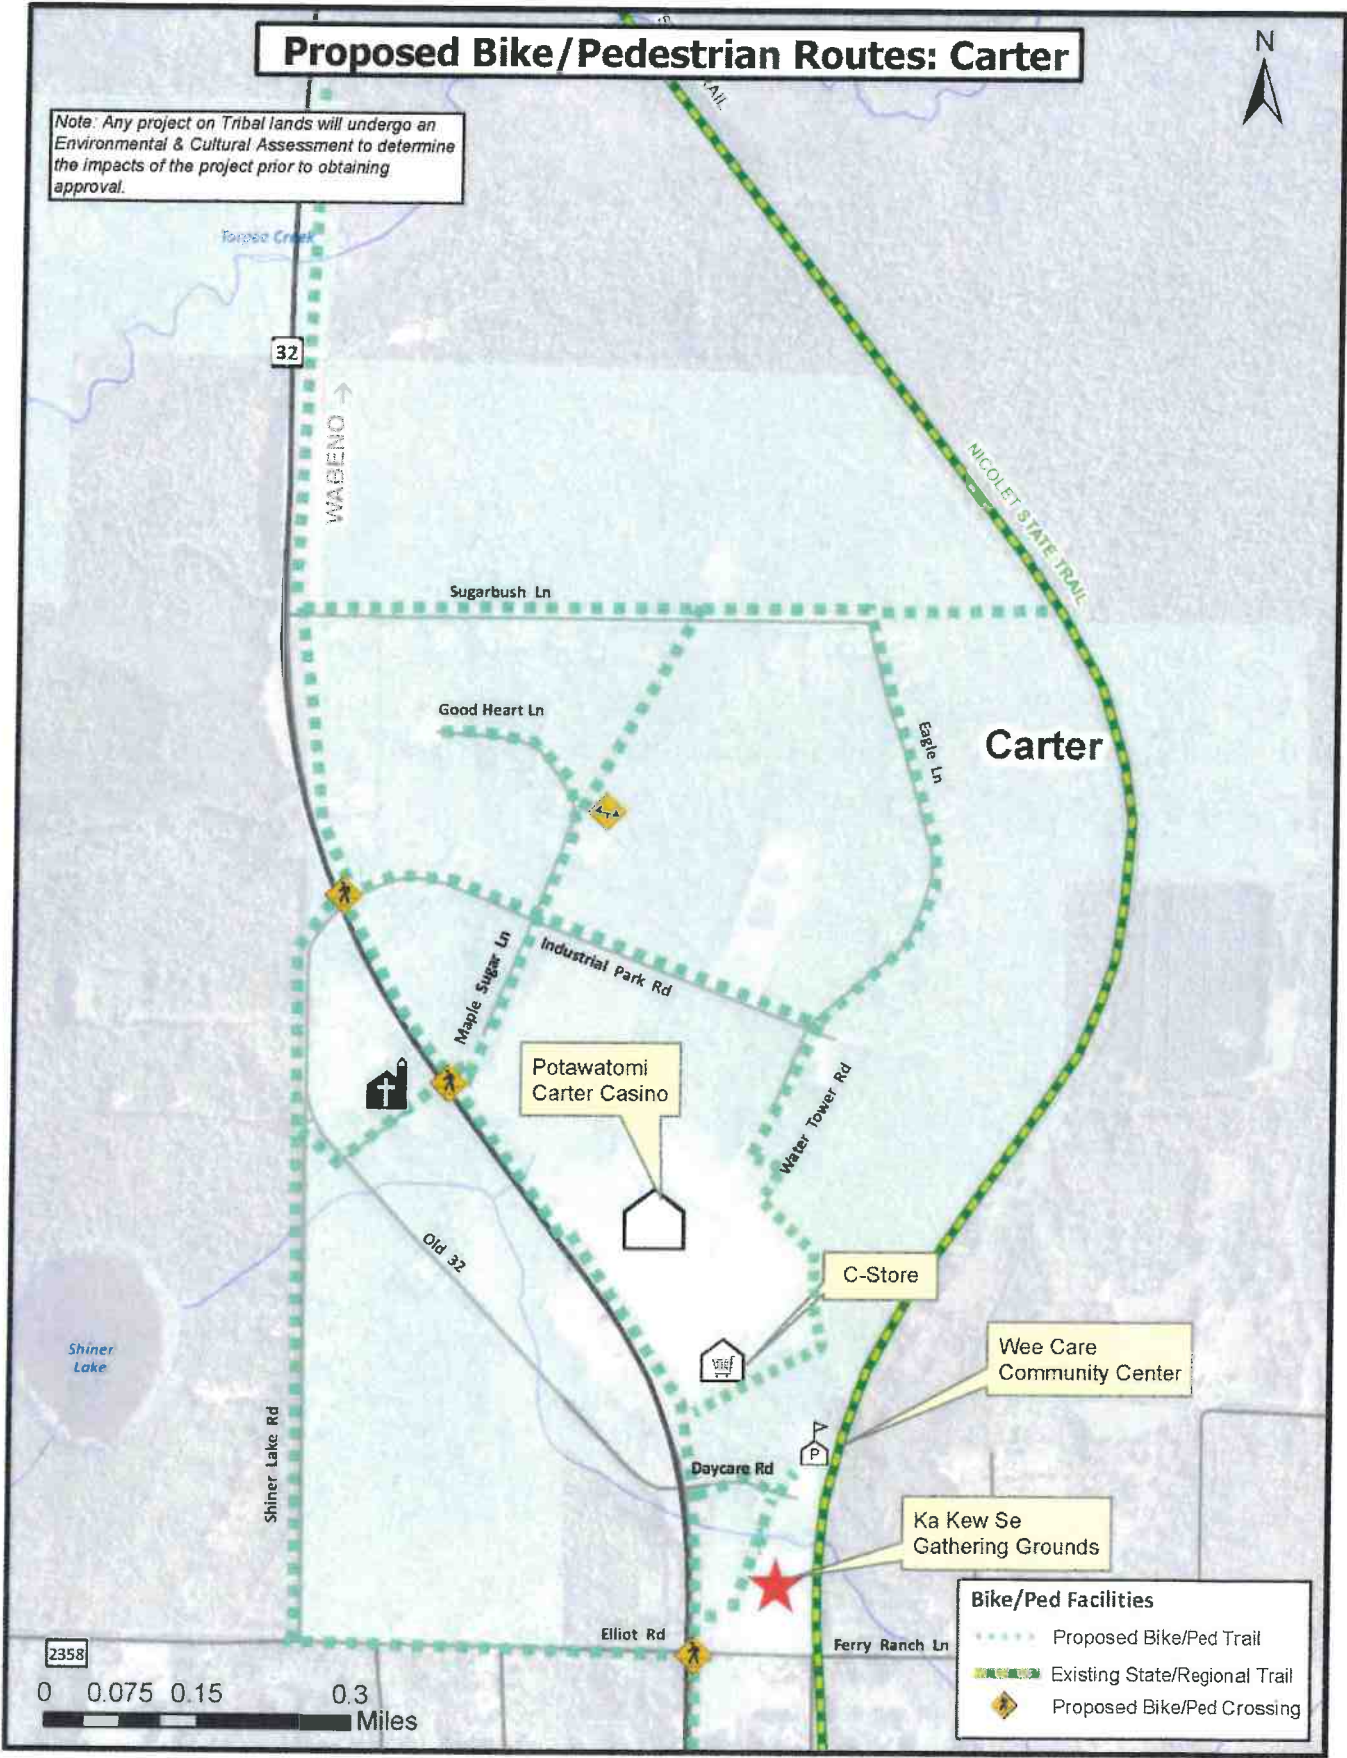 Proposed Bike/Pedestrian Routes: Carter
N
Note: Any project on Tribal lands will undergo an
Environmental & Cultural Assessment to determine
the impacts of the project prior to obtaining
approval.
Creek
32
WABENO
NICOLET STATE TRAIL
Sugarbush Ln
Good Heart Ln
Eagle Ln
Carter
Maple Sugar Ln
Industrial Park Rd
Potawatomi
Carter Casino
Water Tower Rd
Old 32
C-Store
Shiner
Lake
Wee Care
Community Center
P
Shiner Lake Rd
Daycare Rd
Ka Kew Se
Gathering Grounds
Elliot Rd
Ferry Ranch Ln
2358
0 0.075 0.15 0.3
Miles
Bike/Ped Facilities
Proposed Bike/Ped Trail
Existing State/Regional Trail
Proposed Bike/Ped Crossing